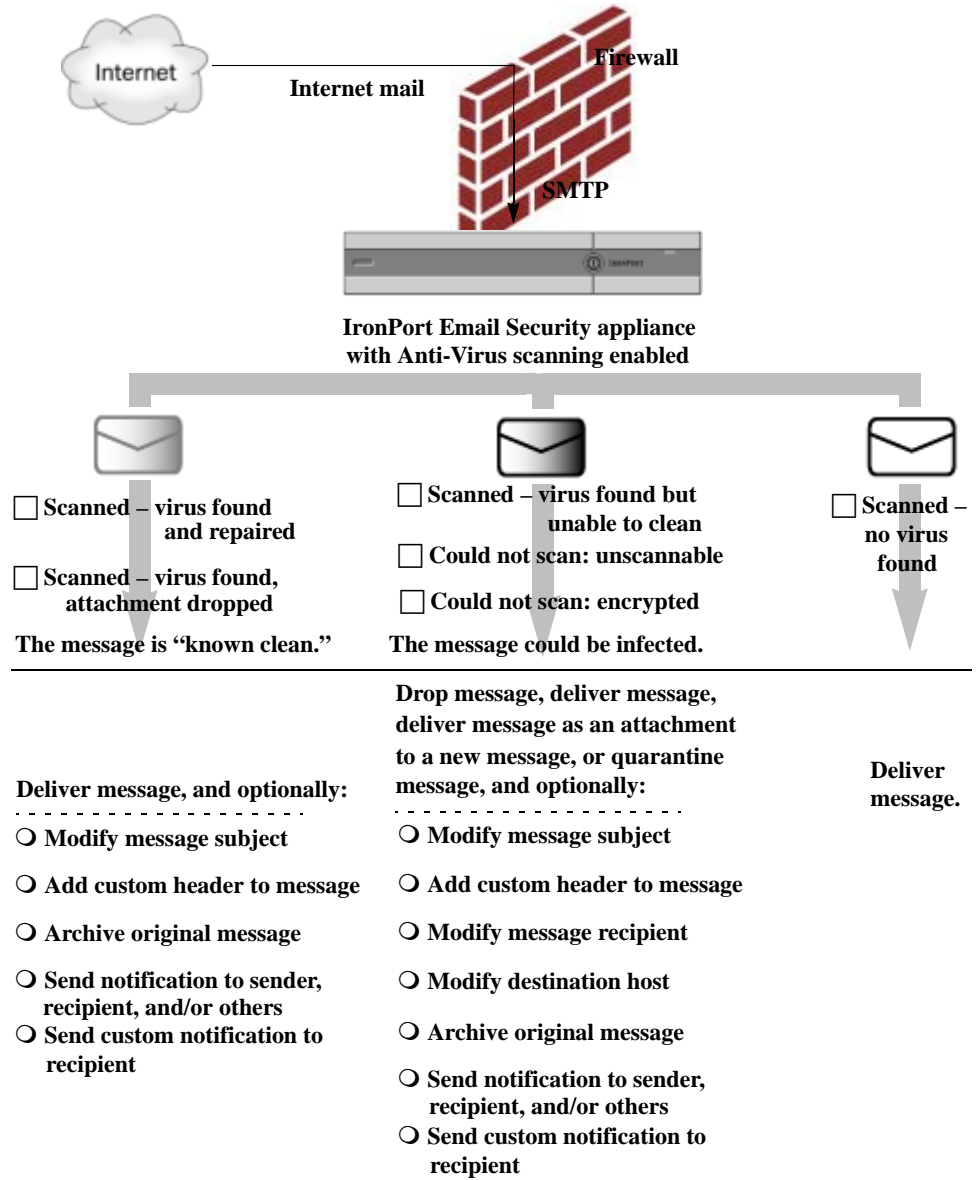 Internet
Internet mail
Firewall
SMTP
IRONPORT
IronPort Email Security appliance
with Anti-Virus scanning enabled
Scanned – virus found
and repaired
Scanned – virus found,
attachment dropped
The message is “known clean.”
Scanned – virus found but
unable to clean
Could not scan: unscannable
Could not scan: encrypted
The message could be infected.
Scanned –
no virus
found
Deliver message, and optionally:
Modify message subject
Add custom header to message
Archive original message
Send notification to sender,
recipient, and/or others
Send custom notification to
recipient
Drop message, deliver message,
deliver message as an attachment
to a new message, or quarantine
message, and optionally:
Modify message subject
Add custom header to message
Modify message recipient
Modify destination host
Archive original message
Send notification to sender,
recipient, and/or others
Send custom notification to
recipient
Deliver
message.